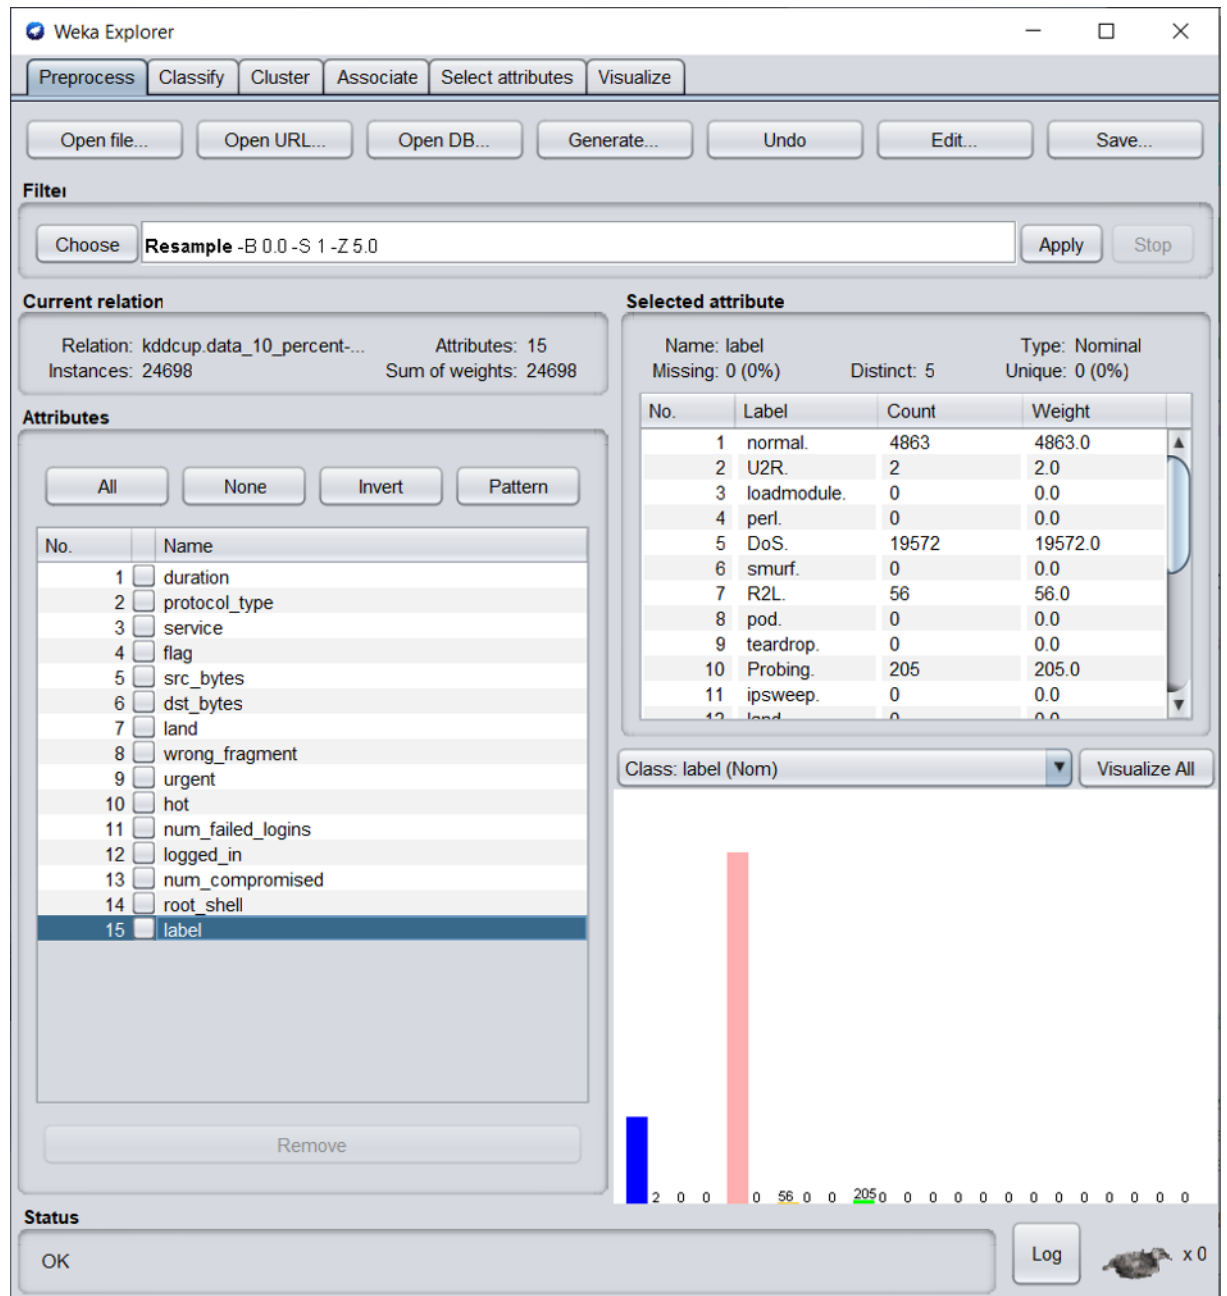 Weka Explorer
Preprocess Classify Cluster Associate Select attributes Visualize
Open file... Open URL... Open DB... Generate... Undo Edit... Save...
Filter
Choose Resample -B 0.0 -S 1 -Z 5.0 Apply Stop
Current relation
Relation: kddcup.data_10_percent-... Attributes: 15
Instances: 24698 Sum of weights: 24698
Attributes
All None Invert Pattern
No. Name
1 duration
2 protocol_type
3 service
4 flag
5 src_bytes
6 dst_bytes
7 land
8 wrong_fragment
9 urgent
10 hot
11 num_failed_logins
12 logged_in
13 num_compromised
14 root_shell
15 label
Remove
Selected attribute
Name: label Type: Nominal
Missing: 0 (0%) Distinct: 5 Unique: 0 (0%)
No. Label Count Weight
1 normal. 4863 4863.0
2 U2R. 2 2.0
3 loadmodule. 0 0.0
4 perl. 0 0.0
5 DoS. 19572 19572.0
6 smurf. 0 0.0
7 R2L. 56 56.0
8 pod. 0 0.0
9 teardrop. 0 0.0
10 Probing. 205 205.0
11 ipsweep. 0 0.0
12 land. 0 0.0
Class: label (Nom) Visualize All
2 0 0 0 56 0 0 205 0 0 0 0 0 0 0 0 0 0 0 0 0
Status
OK
Log x 0